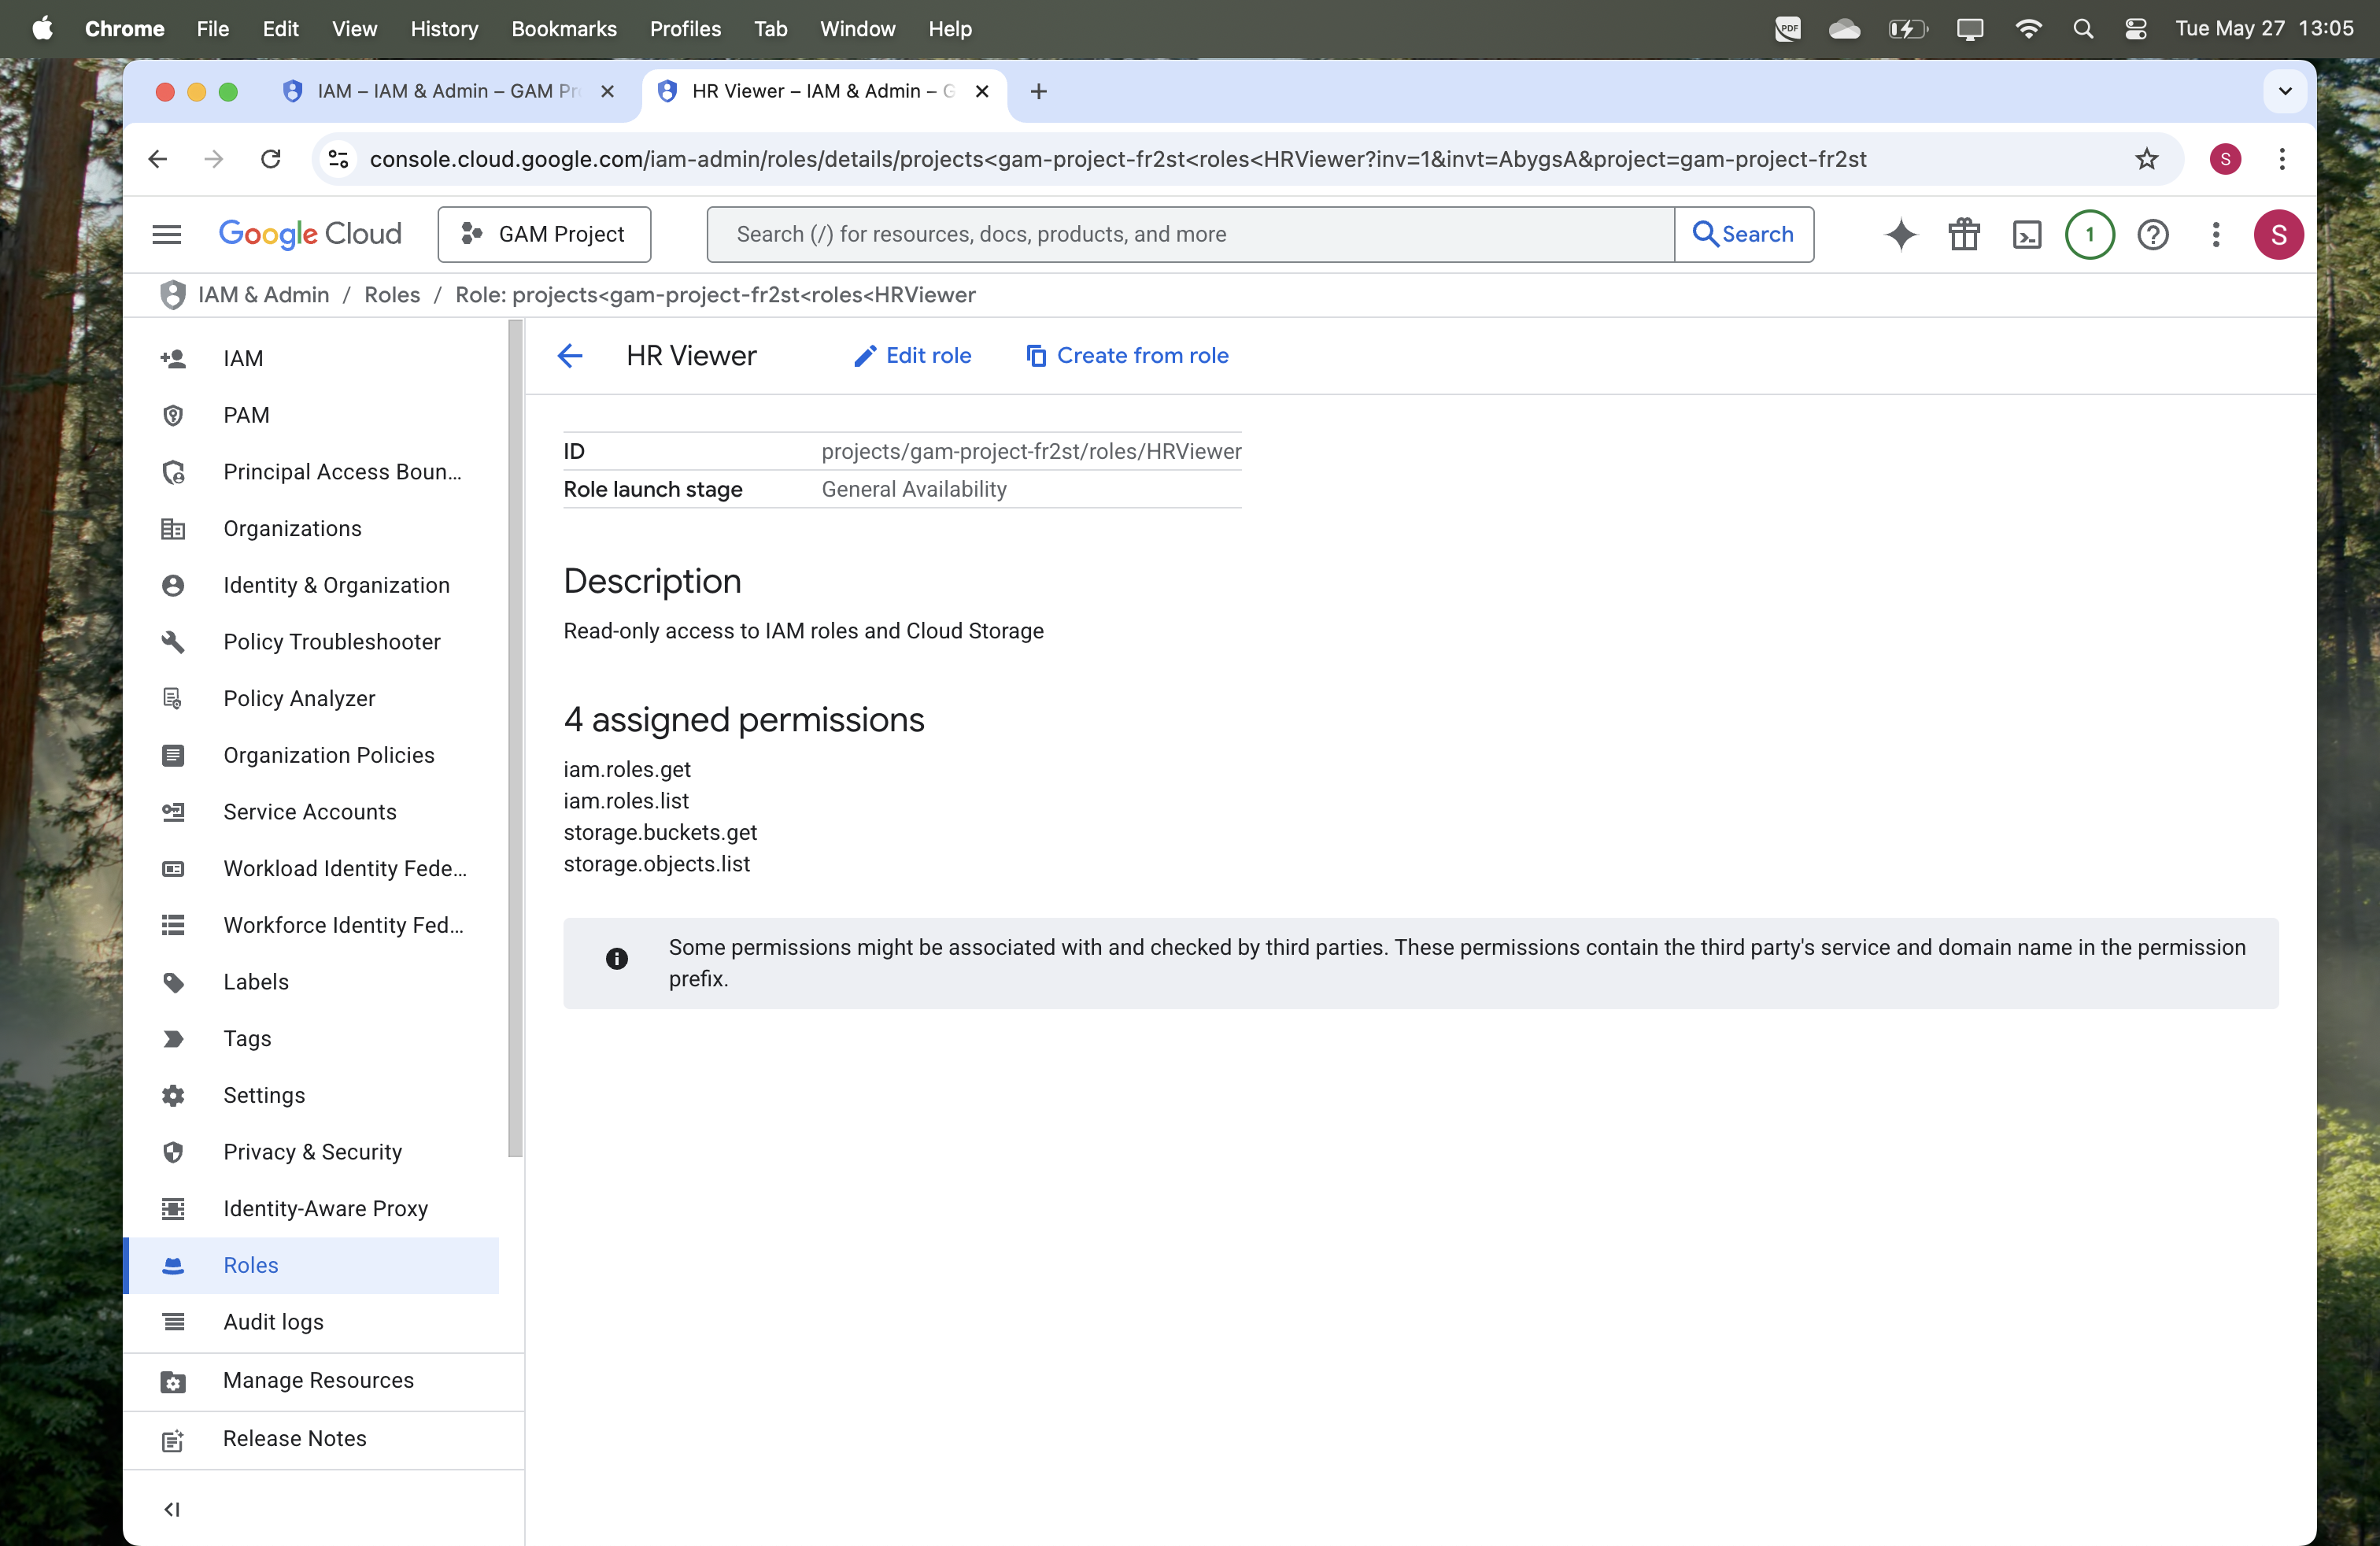 Chrome File Edit View History Bookmarks Profiles Tab Window Help PDF Tue May 27 13:05
IAM – IAM & Admin – GAM Pr
HR Viewer – IAM & Admin – G
console.cloud.google.com/iam-admin/roles/details/projects<gam-project-fr2st<roles<HRViewer?inv=1&invt=AbygsA&project=gam-project-fr2st
S
Google Cloud
GAM Project
Search (/) for resources, docs, products, and more
Search
1
S
IAM & Admin / Roles / Role: projects<gam-project-fr2st<roles<HRViewer
IAM
PAM
Principal Access Boun...
Organizations
Identity & Organization
Policy Troubleshooter
Policy Analyzer
Organization Policies
Service Accounts
Workload Identity Fede...
Workforce Identity Fed...
Labels
Tags
Settings
Privacy & Security
Identity-Aware Proxy
Roles
Audit logs
Manage Resources
Release Notes
HR Viewer
Edit role
Create from role
ID projects/gam-project-fr2st/roles/HRViewer
Role launch stage General Availability
Description
Read-only access to IAM roles and Cloud Storage
4 assigned permissions
iam.roles.get
iam.roles.list
storage.buckets.get
storage.objects.list
Some permissions might be associated with and checked by third parties. These permissions contain the third party's service and domain name in the permission
prefix.